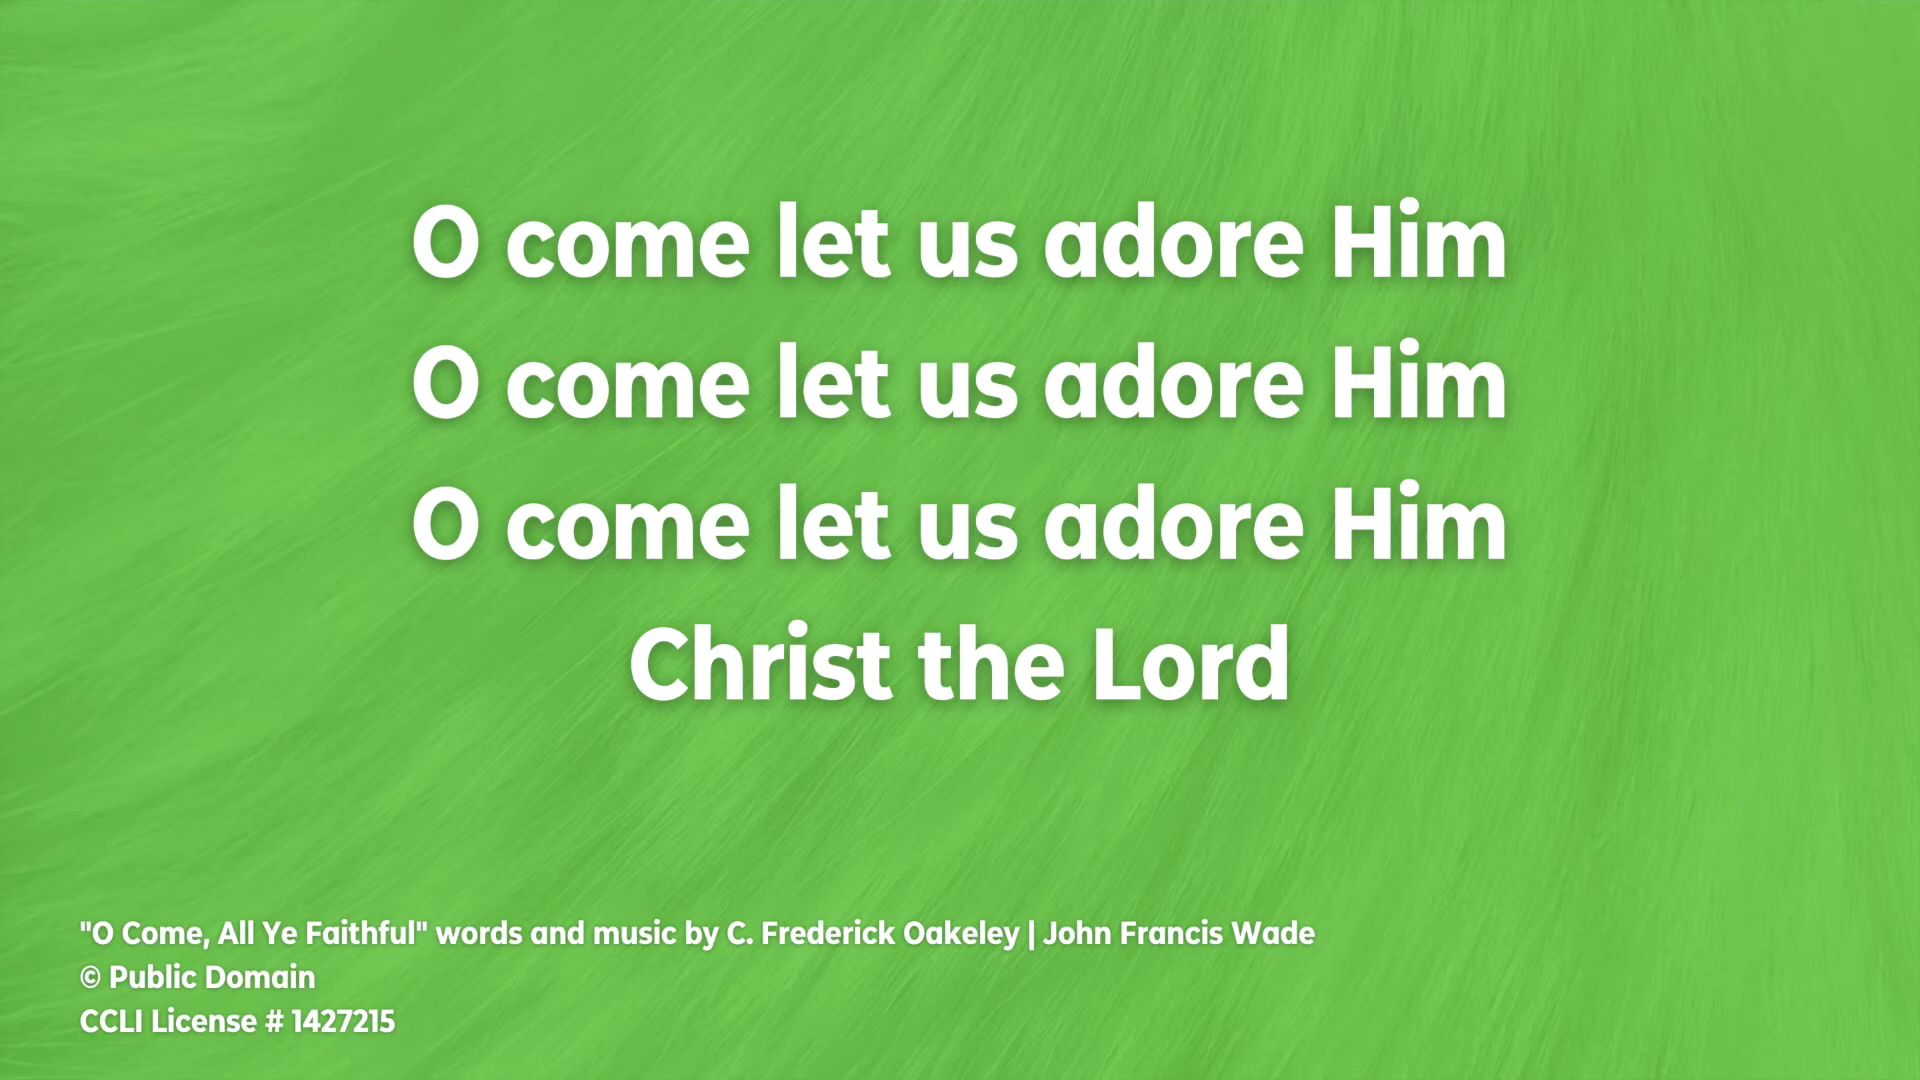 O come let us adore Him
O come let us adore Him
O come let us adore Him
Christ the Lord
"O Come, All Ye Faithful" words and music by C. Frederick Oakeley | John Francis Wade
© Public Domain
CCLI License # 1427215